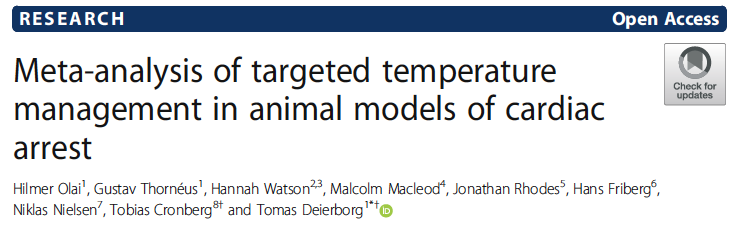 RESEARCH Open Access
Meta-analysis of targeted temperature
management in animal models of cardiac
arrest
Check for
updates
Hilmer Olai¹, Gustav Thornéus¹, Hannah Watson²,³, Malcolm Macleod⁴, Jonathan Rhodes⁵, Hans Friberg⁶,
Niklas Nielsen⁷, Tobias Cronberg⁸† and Tomas Deierborg¹*† iD